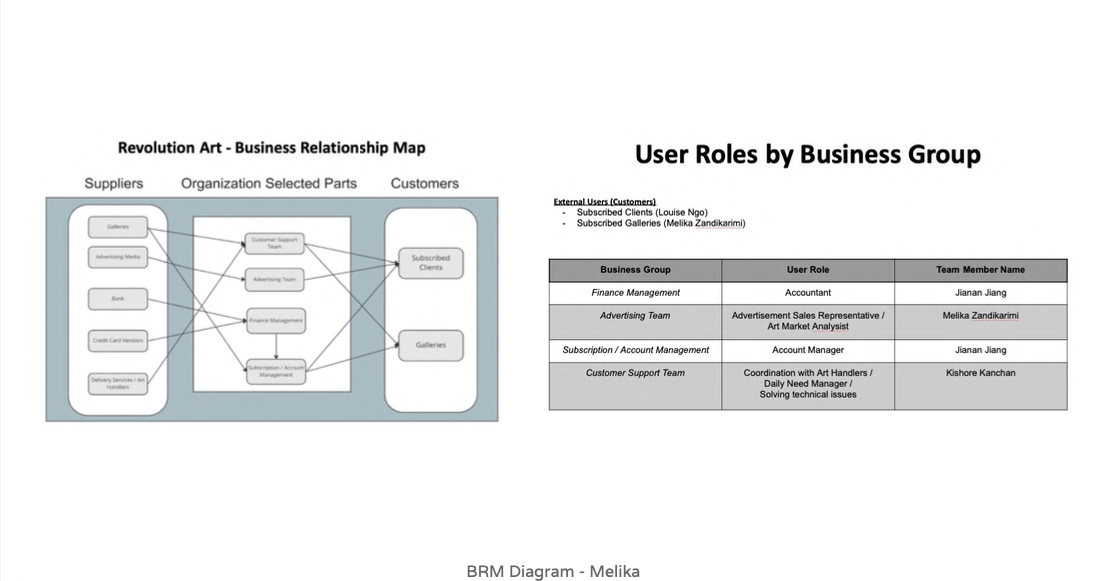 Revolution Art - Business Relationship Map
Suppliers
Organization Selected Parts
Customers
Galleries
Advertising Media
Bank
Credit Card Vendors
Delivery Services / Art
Handlers
Customer Support
Team
Advertising Team
Finance Management
Subscription / Account
Management
Subscribed
Clients
Galleries
User Roles by Business Group
External Users (Customers)
- Subscribed Clients (Louise Ngo)
- Subscribed Galleries (Melika Zandikarimi)
Business Group User Role Team Member Name
Finance Management Accountant Jianan Jiang
Advertising Team Advertisement Sales Representative / Melika Zandikarimi
Art Market Analysist
Subscription / Account Management Account Manager Jianan Jiang
Customer Support Team Coordination with Art Handlers / Kishore Kanchan
Daily Need Manager /
Solving technical issues
BRM Diagram - Melika